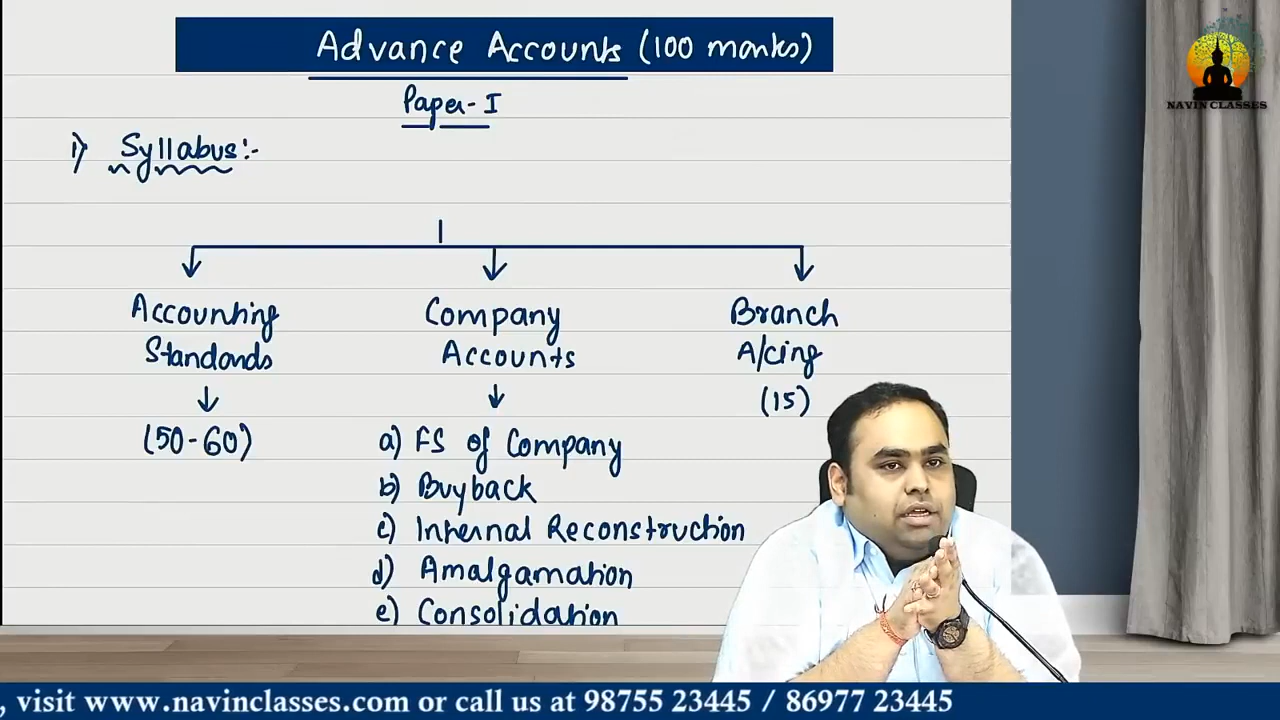 Advance Accounts (100 marks)
Paper-I
NAVIN CLASSES
1) Syllabus:-
Accounting
Standards
(50-60)
Company
Accounts
a) FS of Company
b) Buyback
c) Internal Reconstruction
d) Amalgamation
e) Consolidation
Branch
A/cing
(15)
, visit www.navinclasses.com or call us at 98755 23445 / 86977 23445